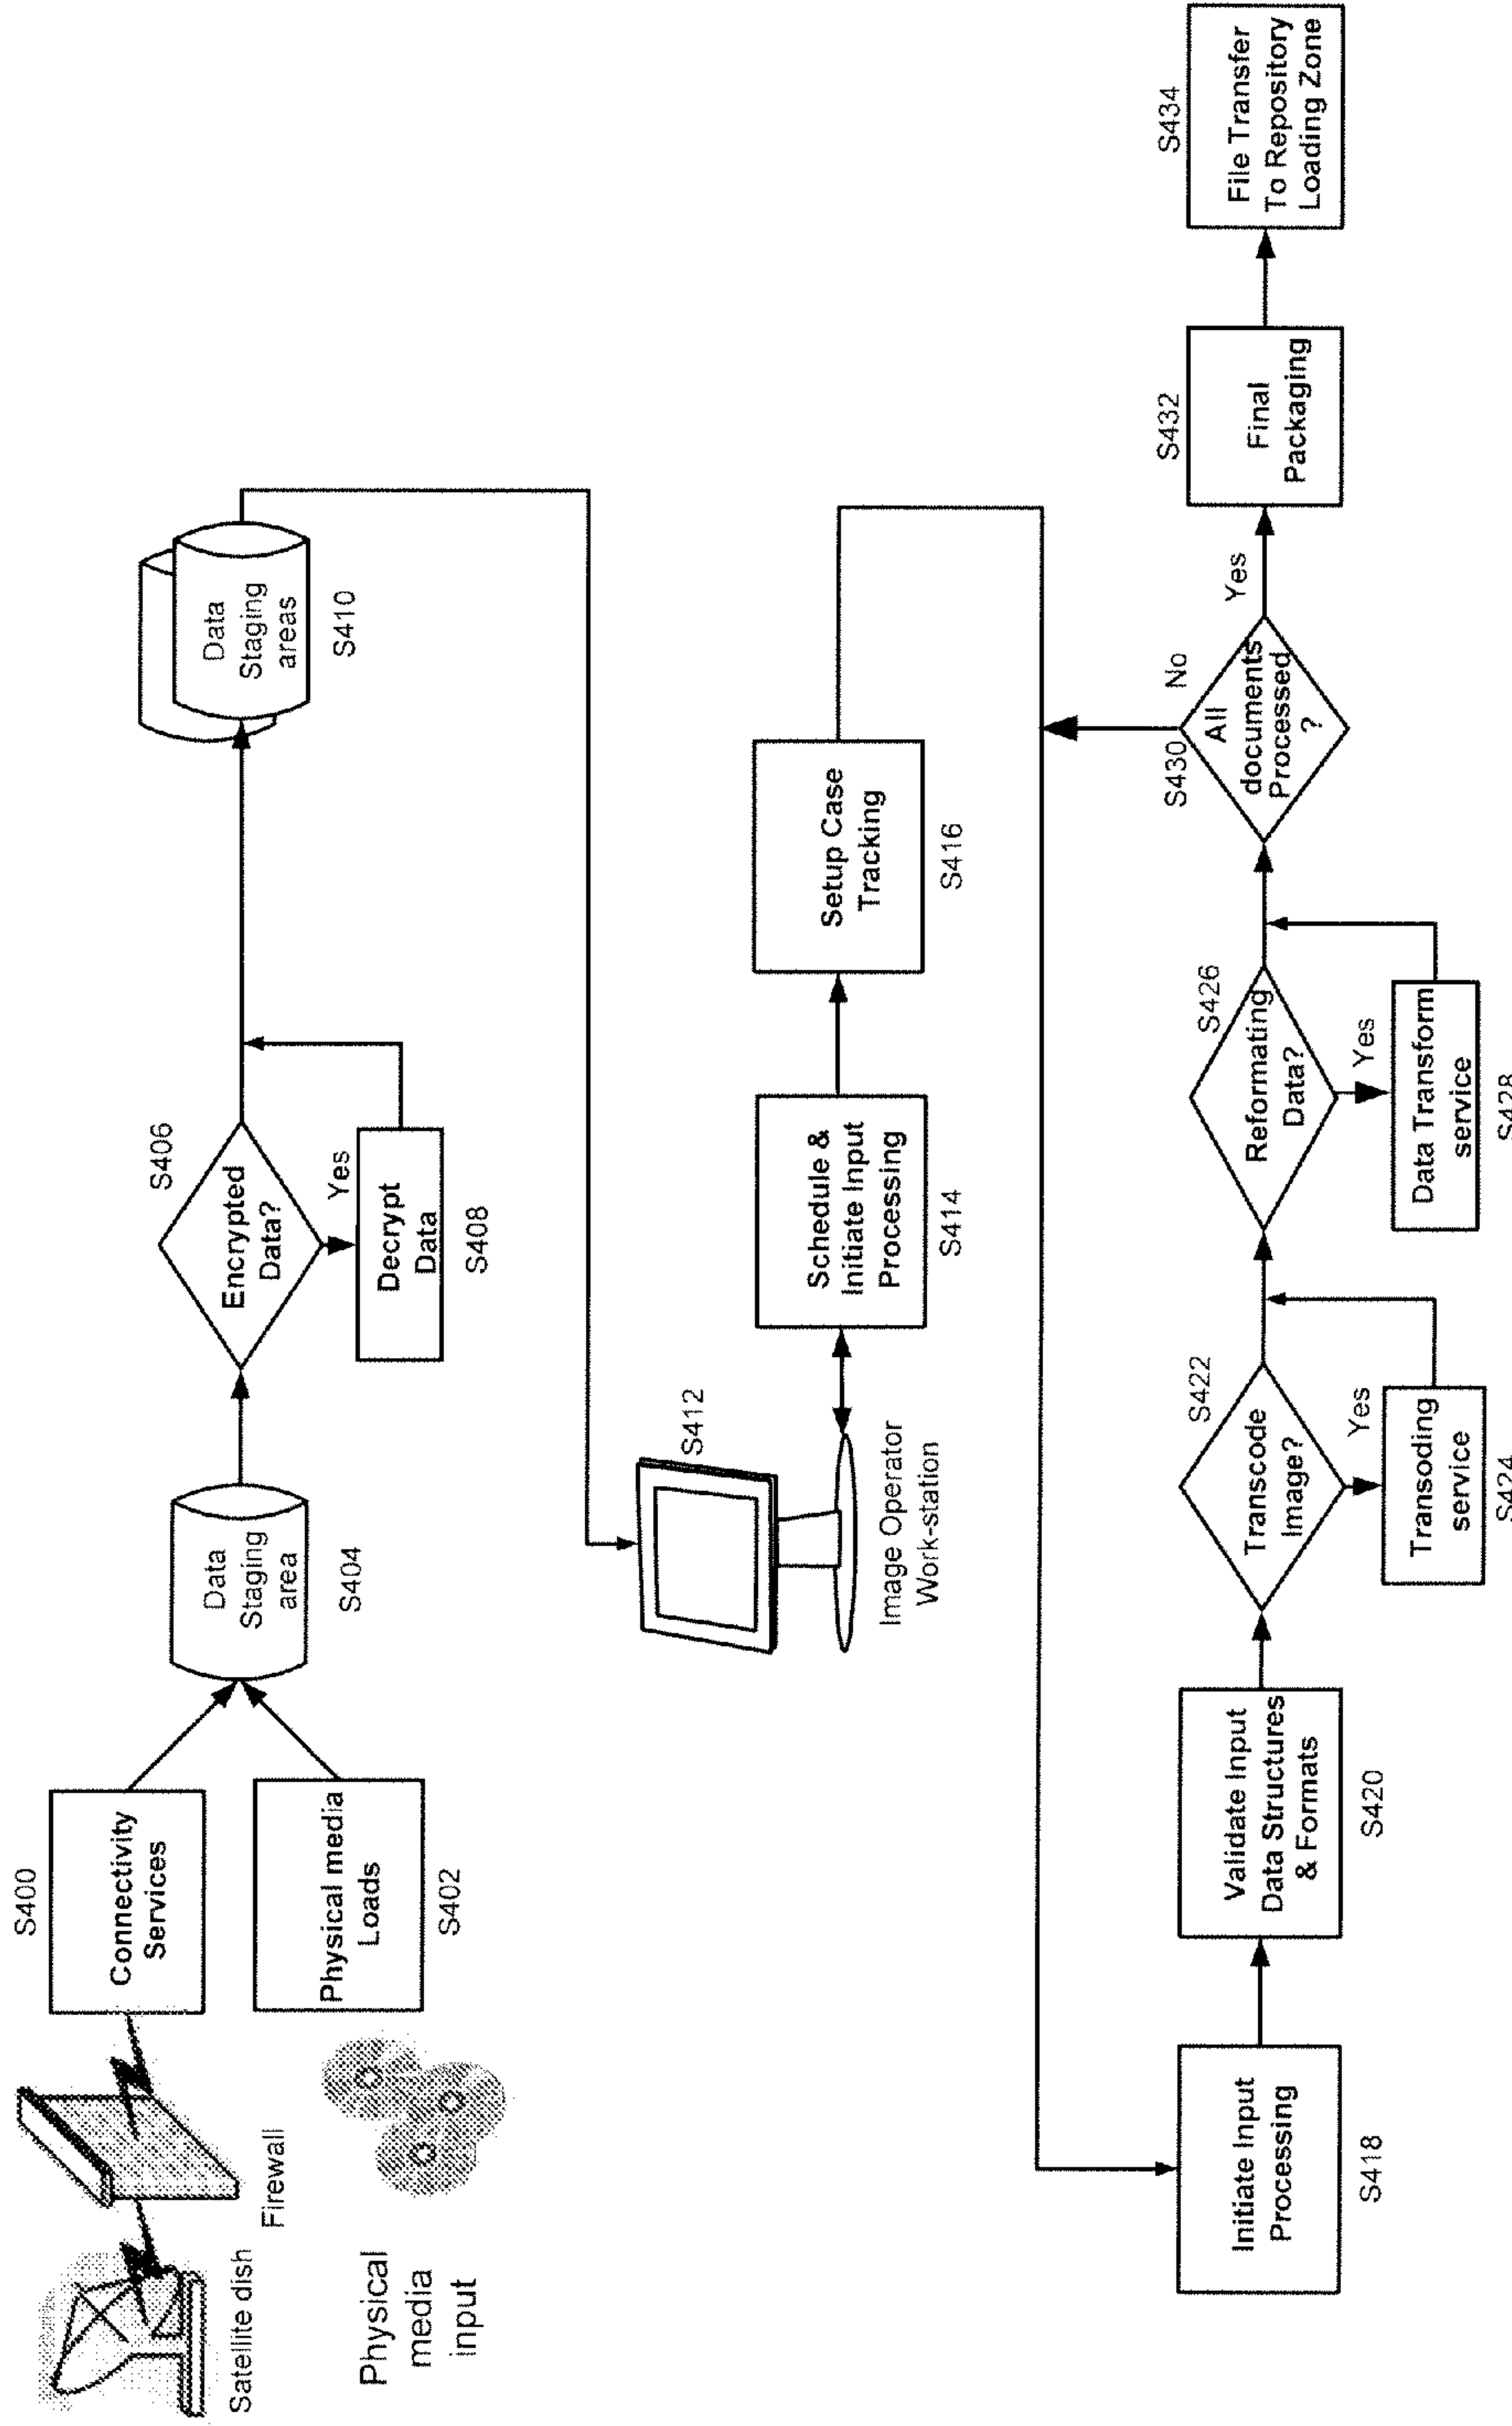 Satellite dish
Firewall
S400
Connectivity
Services
Physical
media
input
Physical media
Loads
S402
Data
Staging
area
S404
S406
Encrypted
Data?
Yes
Decrypt
Data
S408
Data
Staging
areas
S410
S412
Image Operator
Work-station
Schedule &
Initiate Input
Processing
S414
Setup Case
Tracking
S416
Initiate Input
Processing
S418
Validate Input
Data Structures
& Formats
S420
S422
Transcode
Image?
Yes
Transcoding
service
S424
S426
Reformating
Data?
Yes
Data Transform
service
S428
S430
No
All
documents
Processed
?
Yes
S432
Final
Packaging
S434
File Transfer
To Repository
Loading Zone